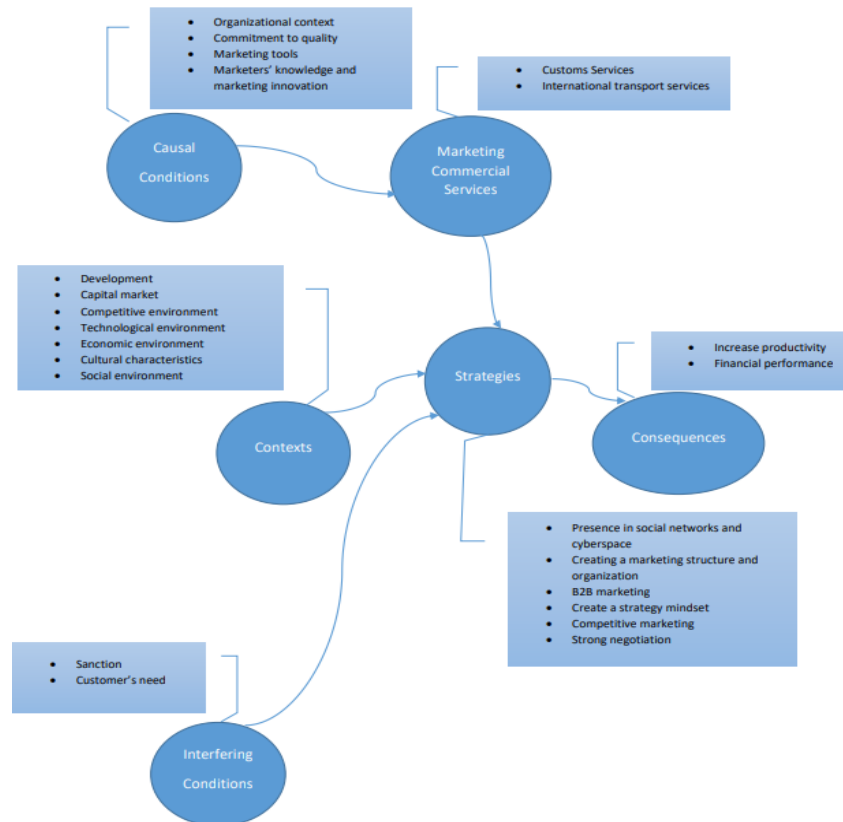 Organizational context
Commitment to quality
Marketing tools
Marketers' knowledge and
marketing innovation
Customs Services
International transport services
Causal
Conditions
Marketing
Commercial
Services
Development
Capital market
Competitive environment
Technological environment
Economic environment
Cultural characteristics
Social environment
Increase productivity
Financial performance
Strategies
Contexts
Consequences
Presence in social networks and
cyberspace
Creating a marketing structure and
organization
B2B marketing
Create a strategy mindset
Competitive marketing
Strong negotiation
Sanction
Customer's need
Interfering
Conditions